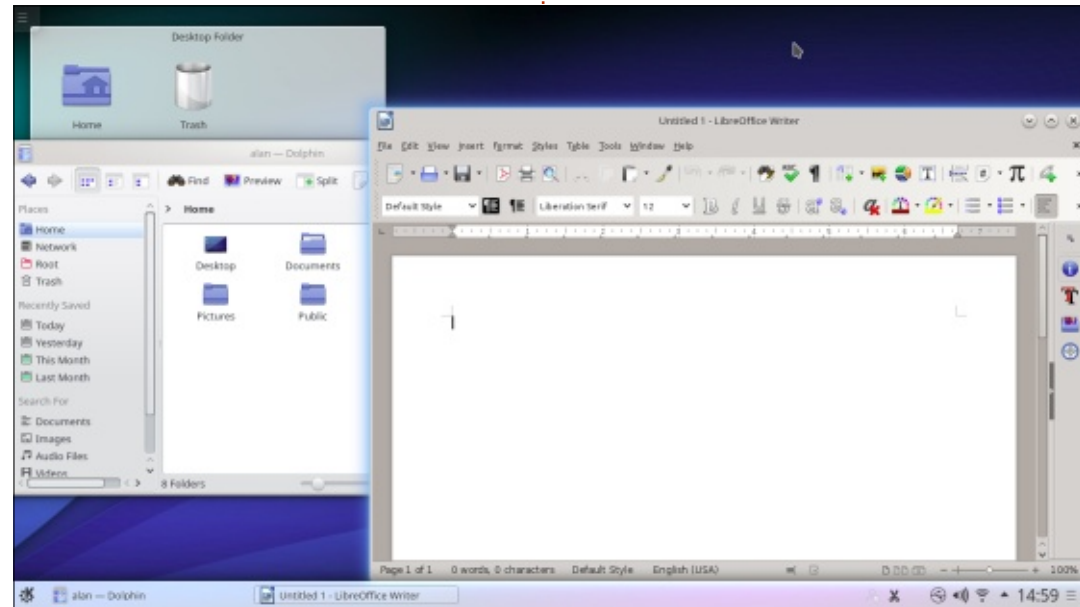 Desktop Folder
Home
Trash
alan — Dolphin
Find
Preview
Split
Places
Home
Network
Root
Trash
Recently Saved
Today
Yesterday
This Month
Last Month
Search For
Documents
Images
Audio Files
Videos
> Home
Desktop
Documents
Pictures
Public
8 Folders
Untitled 1 - LibreOffice Writer
File Edit View Insert Format Styles Table Tools Window Help
Default Style
Liberation Serif
12
Page 1 of 1
0 words, 0 characters
Default Style
English (USA)
100%
alan — Dolphin
Untitled 1 - LibreOffice Writer
14:59